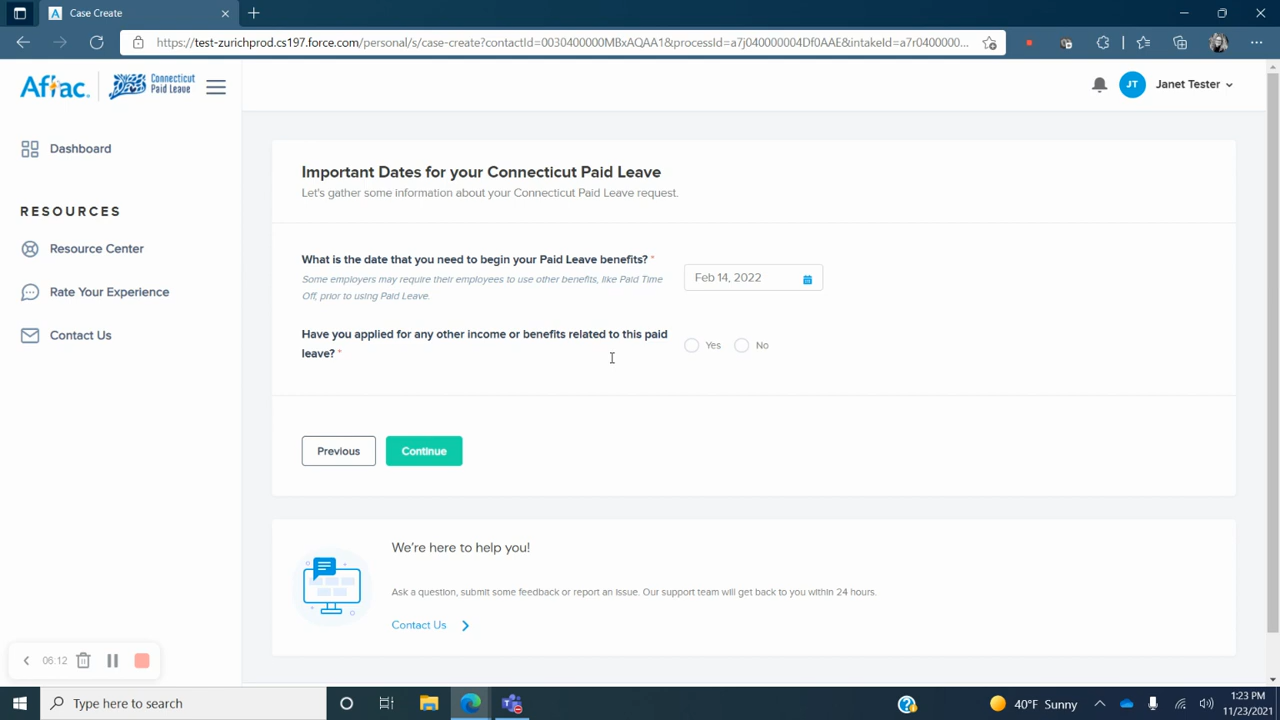 Case Create
https://test-zurichprod.cs197.force.com/personal/s/case-create?contactId=0030400000MBxAQAA1&processId=a7j040000004Df0AAE&intakeId=a7r0400000...
Aflac
Connecticut
Paid Leave
JT
Janet Tester
Dashboard
RESOURCES
Resource Center
Rate Your Experience
Contact Us
Important Dates for your Connecticut Paid Leave
Let's gather some information about your Connecticut Paid Leave request.
What is the date that you need to begin your Paid Leave benefits? *
Some employers may require their employees to use other benefits, like Paid Time
Off, prior to using Paid Leave.
Feb 14, 2022
Have you applied for any other income or benefits related to this paid
leave? *
Yes
No
Previous
Continue
We're here to help you!
Ask a question, submit some feedback or report an issue. Our support team will get back to you within 24 hours.
Contact Us
06:12
Type here to search
40°F Sunny
1:23 PM
11/23/2021